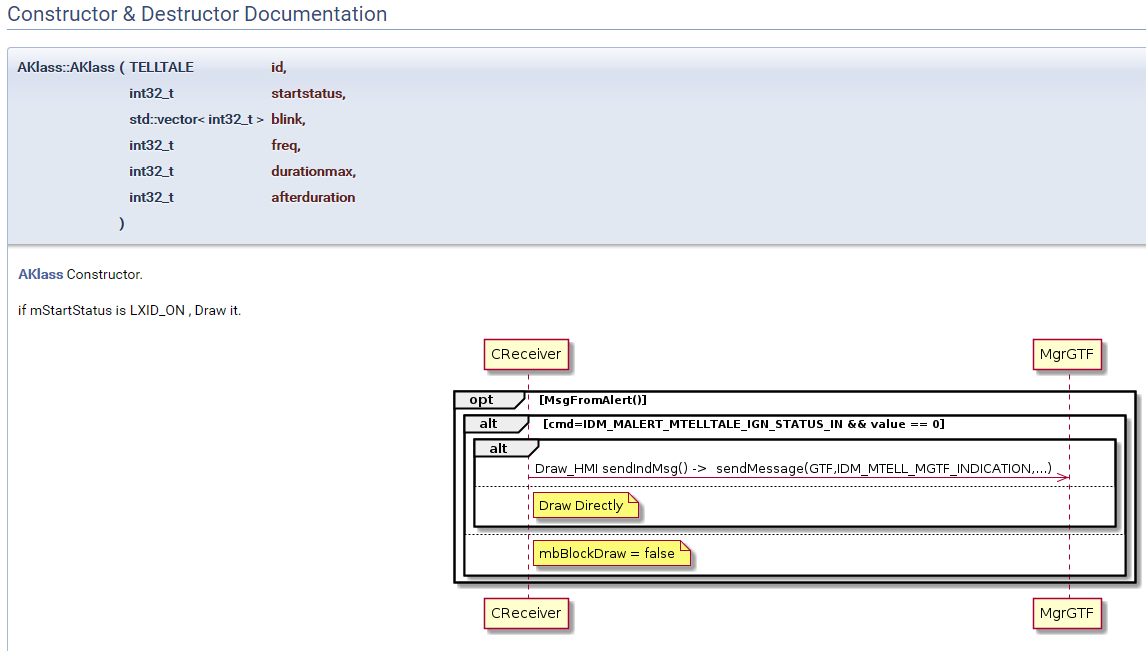 Constructor & Destructor Documentation
AKlass::AKlass ( TELLTALE id,
int32_t startstatus,
std::vector< int32_t > blink,
int32_t freq,
int32_t durationmax,
int32_t afterduration
)
AKlass Constructor.
if mStartStatus is LXID_ON , Draw it.
CReceiver MgrGTF
opt [MsgFromAlert()]
alt [cmd=IDM_MALERT_MTELLTALE_IGN_STATUS_IN && value == 0]
alt
Draw_HMI sendIndMsg() -> sendMessage(GTF,IDM_MTELL_MGTF_INDICATION,...)
Draw Directly
mbBlockDraw = false
CReceiver MgrGTF